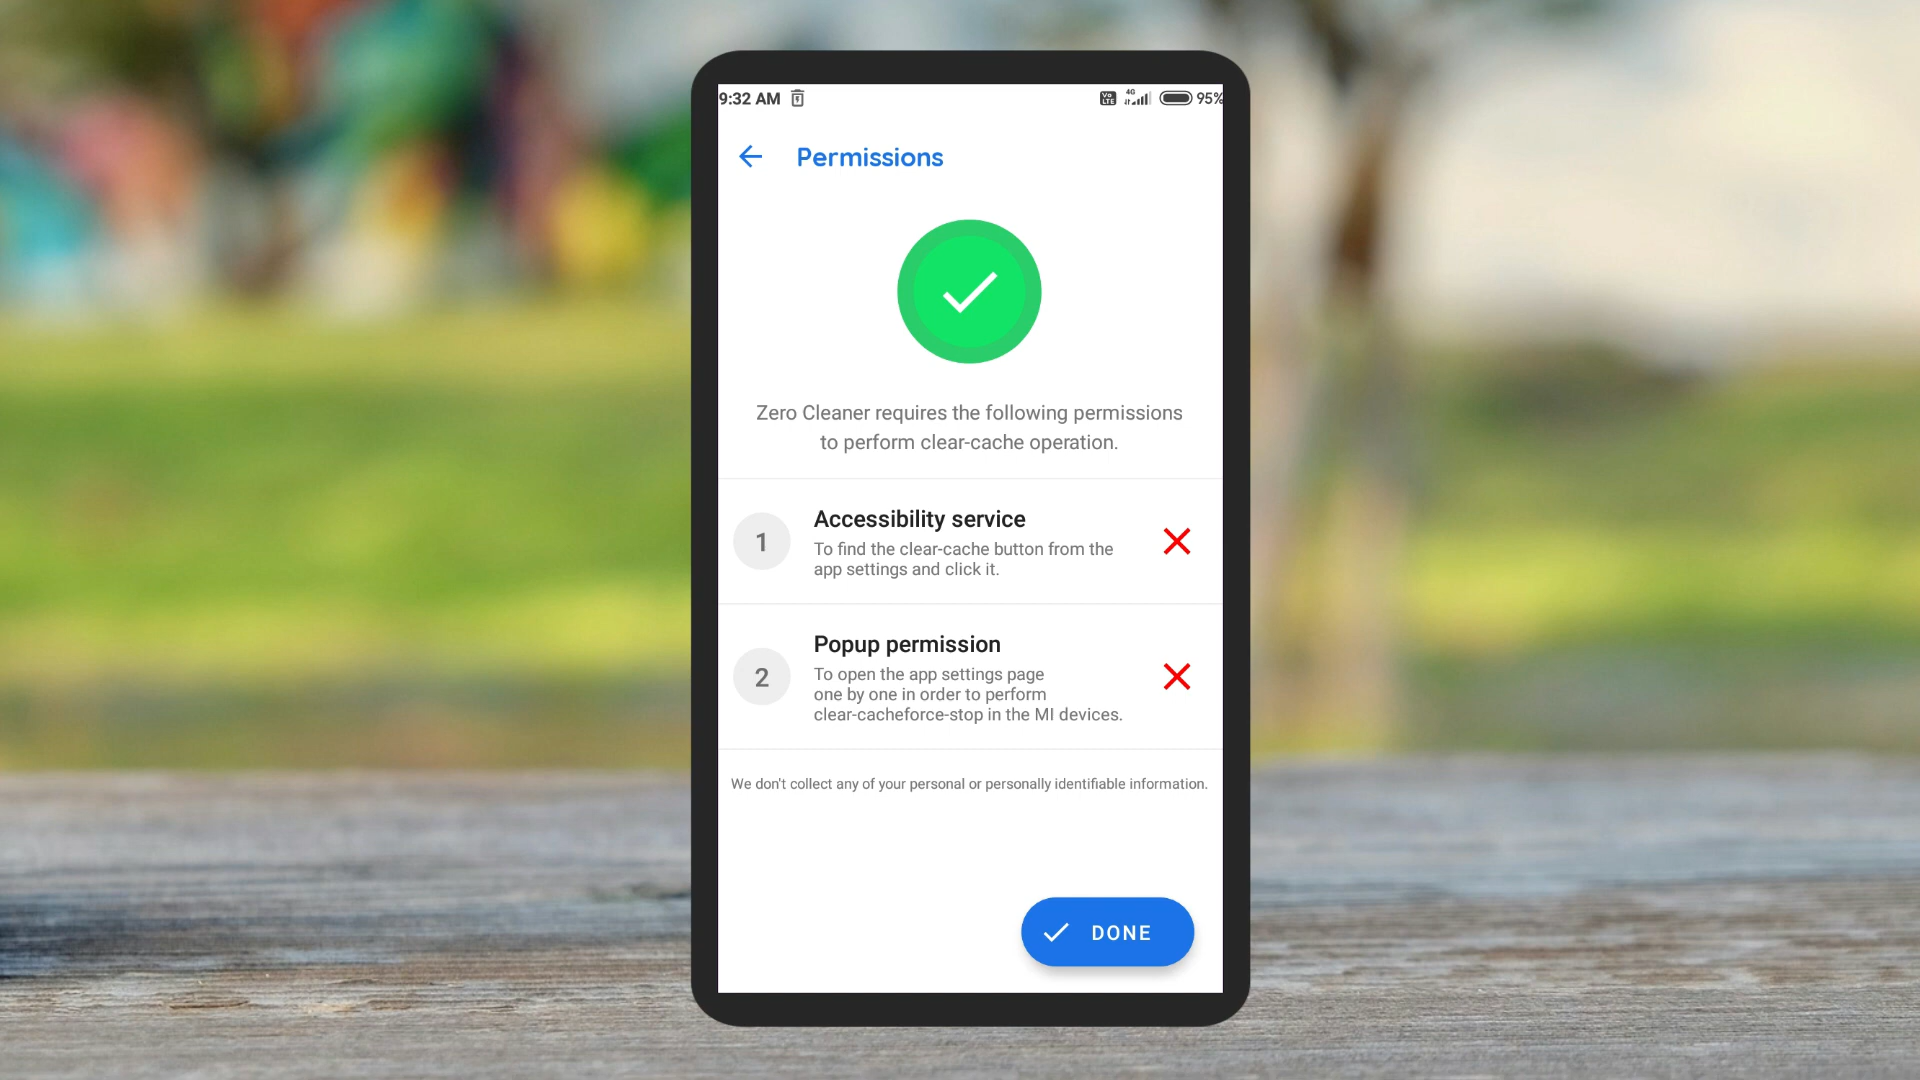 9:32 AM
Vo LTE 4G 95%
Permissions
Zero Cleaner requires the following permissions
to perform clear-cache operation.
1
Accessibility service
To find the clear-cache button from the
app settings and click it.
2
Popup permission
To open the app settings page
one by one in order to perform
clear-cacheforce-stop in the MI devices.
We don't collect any of your personal or personally identifiable information.
DONE